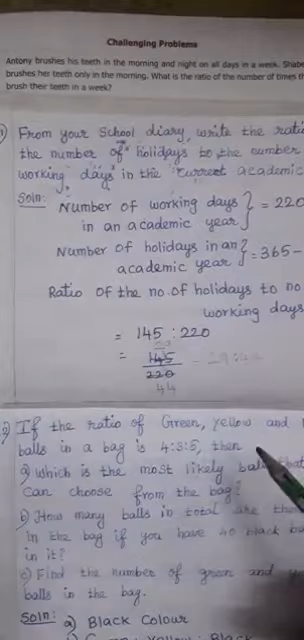 Challenging Problems
Antony brushes his teeth in the morning and night on all days in a week.
brushes her teeth only in the morning. What is the ratio of the number of times
brush their teeth in a week?
From your School diary, write the
the number of holidays to the number
working days in the current academic
Soln: Number of working days } = 220
in an academic year
Number of holidays in an } = 365 -
academic year
Ratio of the no. of holidays to no
working days
= 145 : 220
= 145
220
44
2) If the ratio of Green, yellow and
balls in a bag is 4:3:5, then
a) which is the most likely
can choose from the bag?
b) How many balls in total are
in the bag if you have 40 black
in it?
c) Find the number of green and
balls in the bag.
Soln: a) Black Colour